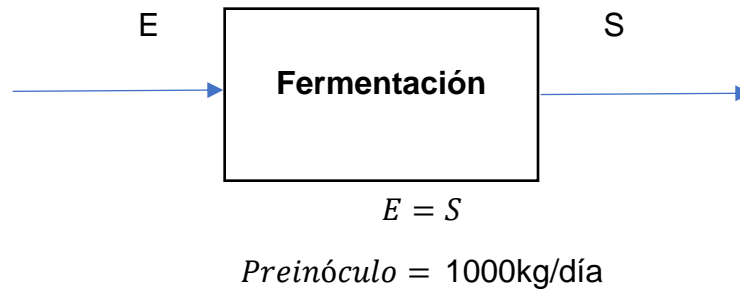 E S
Fermentación
E = S
Preinóculo = 1000kg/día